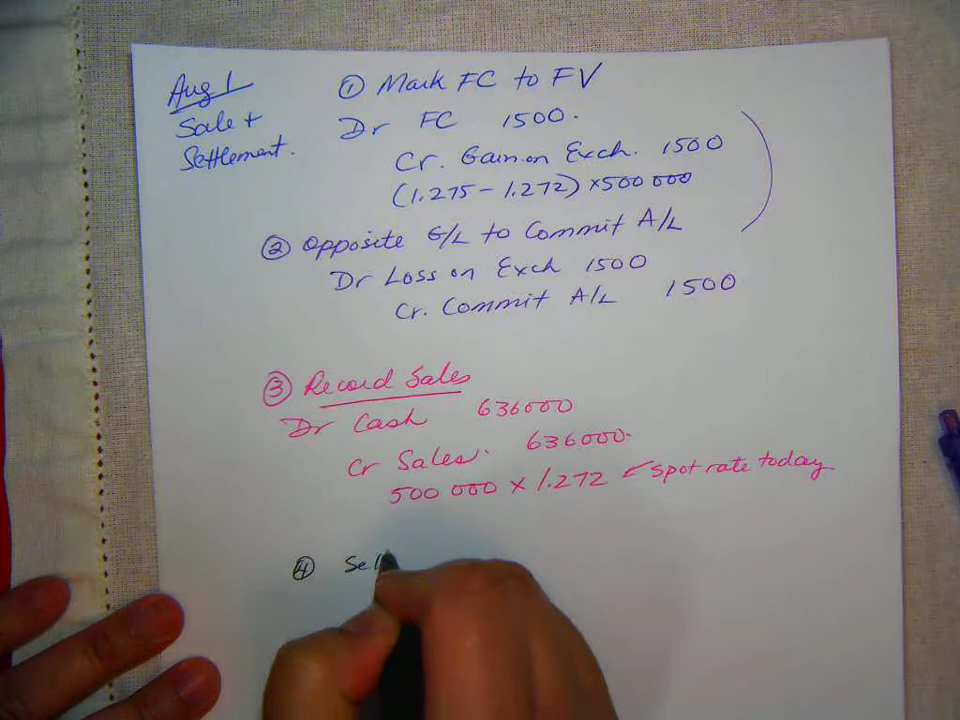 Aug 1
Sale +
Settlement.
① Mark FC to FV
Dr FC 1500.
Cr. Gain on Exch. 1500
(1.275 - 1.272) × 500 000
② Opposite G/L to Commit A/L
Dr Loss on Exch 1500
Cr. Commit A/L 1500
③ Record Sales
Dr Cash 636000
Cr Sales. 636000.
500 000 × 1.272 ← spot rate today
④ Sel